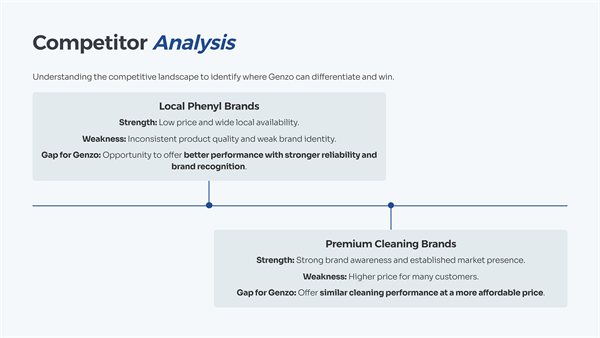 Competitor Analysis
Understanding the competitive landscape to identify where Genzo can differentiate and win.
Local Phenyl Brands
Strength: Low price and wide local availability.
Weakness: Inconsistent product quality and weak brand identity.
Gap for Genzo: Opportunity to offer better performance with stronger reliability and
brand recognition.
Premium Cleaning Brands
Strength: Strong brand awareness and established market presence.
Weakness: Higher price for many customers.
Gap for Genzo: Offer similar cleaning performance at a more affordable price.